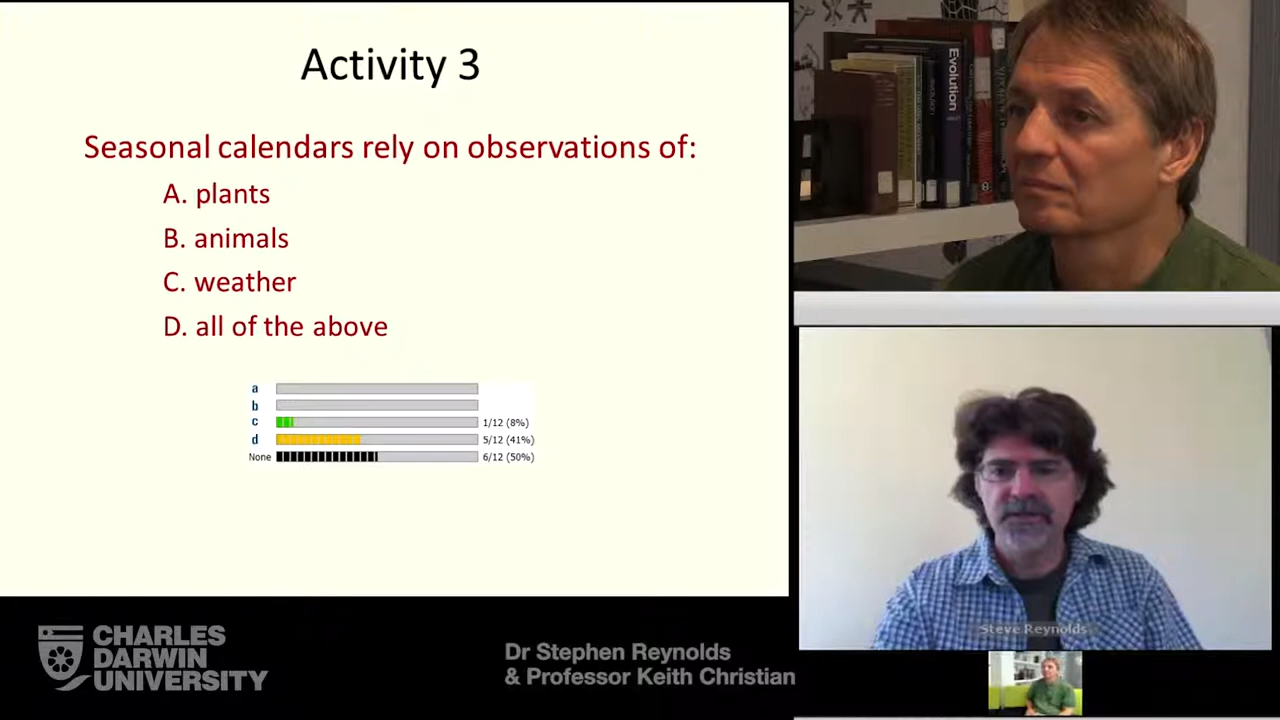 Activity 3
Seasonal calendars rely on observations of:
A. plants
B. animals
C. weather
D. all of the above
a
b
c 1/12 (8%)
d 5/12 (41%)
None 6/12 (50%)
Evolution
Steve Reynolds
CHARLES
DARWIN
UNIVERSITY
Dr Stephen Reynolds
& Professor Keith Christian